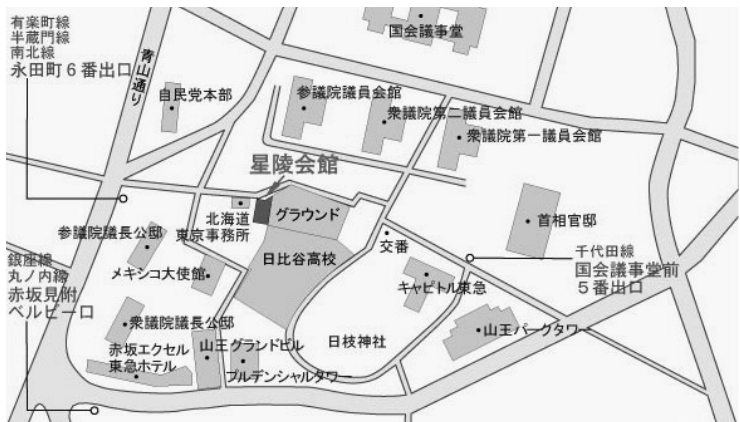 有楽町線
半蔵門線
南北線
永田町６番出口
青山通り
自民党本部
国会議事堂
参議院議員会館
衆議院第二議員会館
衆議院第一議員会館
星陵会館
北海道
東京事務所
グラウンド
日比谷高校
首相官邸
交番
千代田線
国会議事堂前
５番出口
参議院議長公邸
メキシコ大使館
キャピトル東急
銀座線
丸ノ内線
赤坂見附
ベルビー口
衆議院議長公邸
日枝神社
山王パークタワー
赤坂エクセル
東急ホテル
山王グランドビル
プルデンシャルタワー